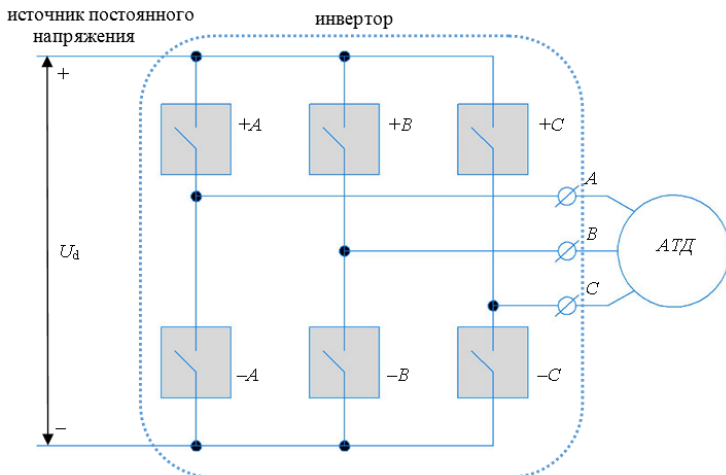 источник постоянного
напряжения
инвертор
+
+A
+B
+C
A
B
C
АТД
Ud
–A
–B
–C
–